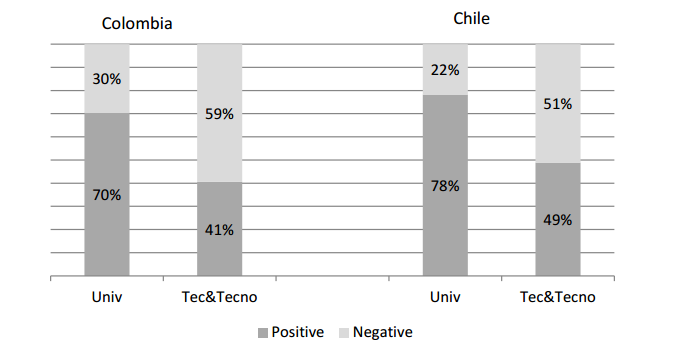 Colombia
Chile
30%
59%
22%
51%
70%
41%
78%
49%
Univ
Tec&Tecno
Univ
Tec&Tecno
Positive
Negative